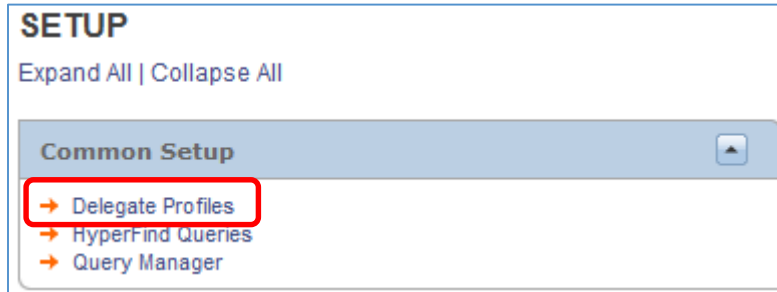 SETUP
Expand All | Collapse All
Common Setup
Delegate Profiles
HyperFind Queries
Query Manager